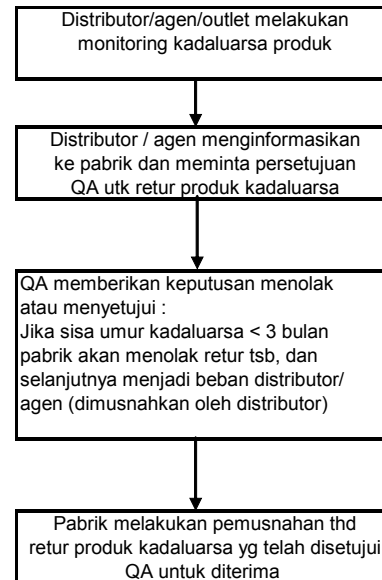 Distributor/agen/outlet melakukan
monitoring kadaluarsa produk
Distributor / agen menginformasikan
ke pabrik dan meminta persetujuan
QA utk retur produk kadaluarsa
QA memberikan keputusan menolak
atau menyetujui :
Jika sisa umur kadaluarsa < 3 bulan
pabrik akan menolak retur tsb, dan
selanjutnya menjadi beban distributor/
agen (dimusnahkan oleh distributor)
Pabrik melakukan pemusnahan thd
retur produk kadaluarsa yg telah disetujui
QA untuk diterima